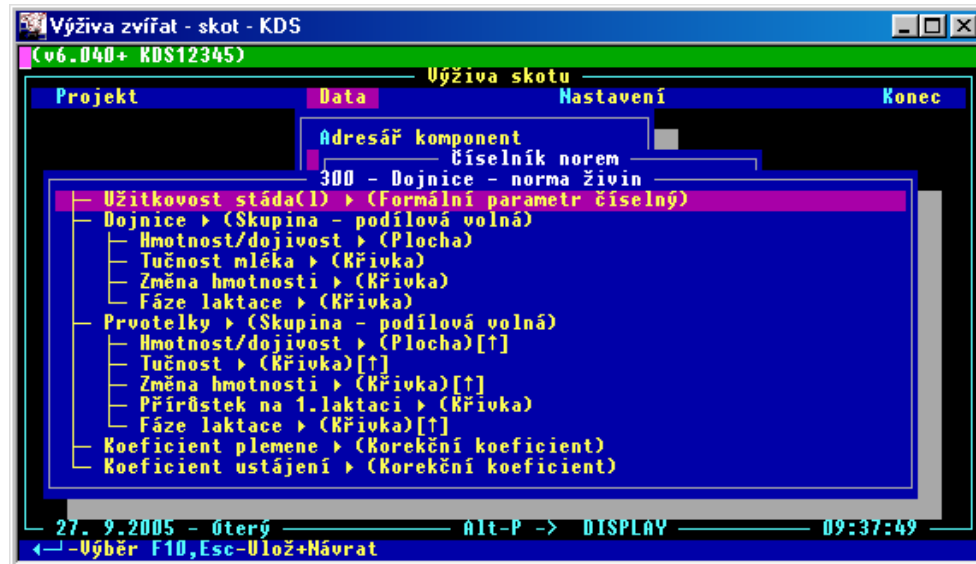 Výživa zvířat - skot - KDS
(v6.040+ KDS12345)
Výživa skotu
Projekt Data Nastavení Konec
Adresář komponent
Číselník norem
300 - Dojnice - norma živin
Užitkovost stáda(l) ▸ (Formální parametr číselný)
Dojnice ▸ (Skupina - podílová volná)
Hmotnost/dojivost ▸ (Plocha)
Tučnost mléka ▸ (Křivka)
Změna hmotnosti ▸ (Křivka)
Fáze laktace ▸ (Křivka)
Prvotelky ▸ (Skupina - podílová volná)
Hmotnost/dojivost ▸ (Plocha)[↑]
Tučnost ▸ (Křivka)[↑]
Změna hmotnosti ▸ (Křivka)[↑]
Přírůstek na 1.laktaci ▸ (Křivka)
Fáze laktace ▸ (Křivka)[↑]
Koeficient plemene ▸ (Korekční koeficient)
Koeficient ustájení ▸ (Korekční koeficient)
27. 9.2005 - úterý Alt-P -> DISPLAY 09:37:49
◄─┘-Výběr F10,Esc-Ulož+Návrat